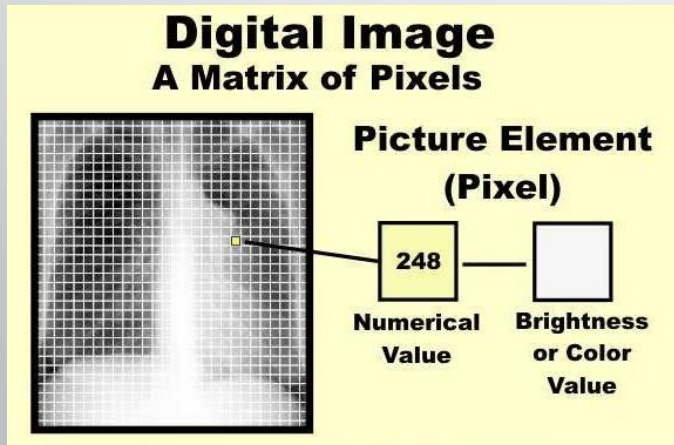 Digital Image
A Matrix of Pixels
Picture Element
(Pixel)
248
Numerical
Value
Brightness
or Color
Value